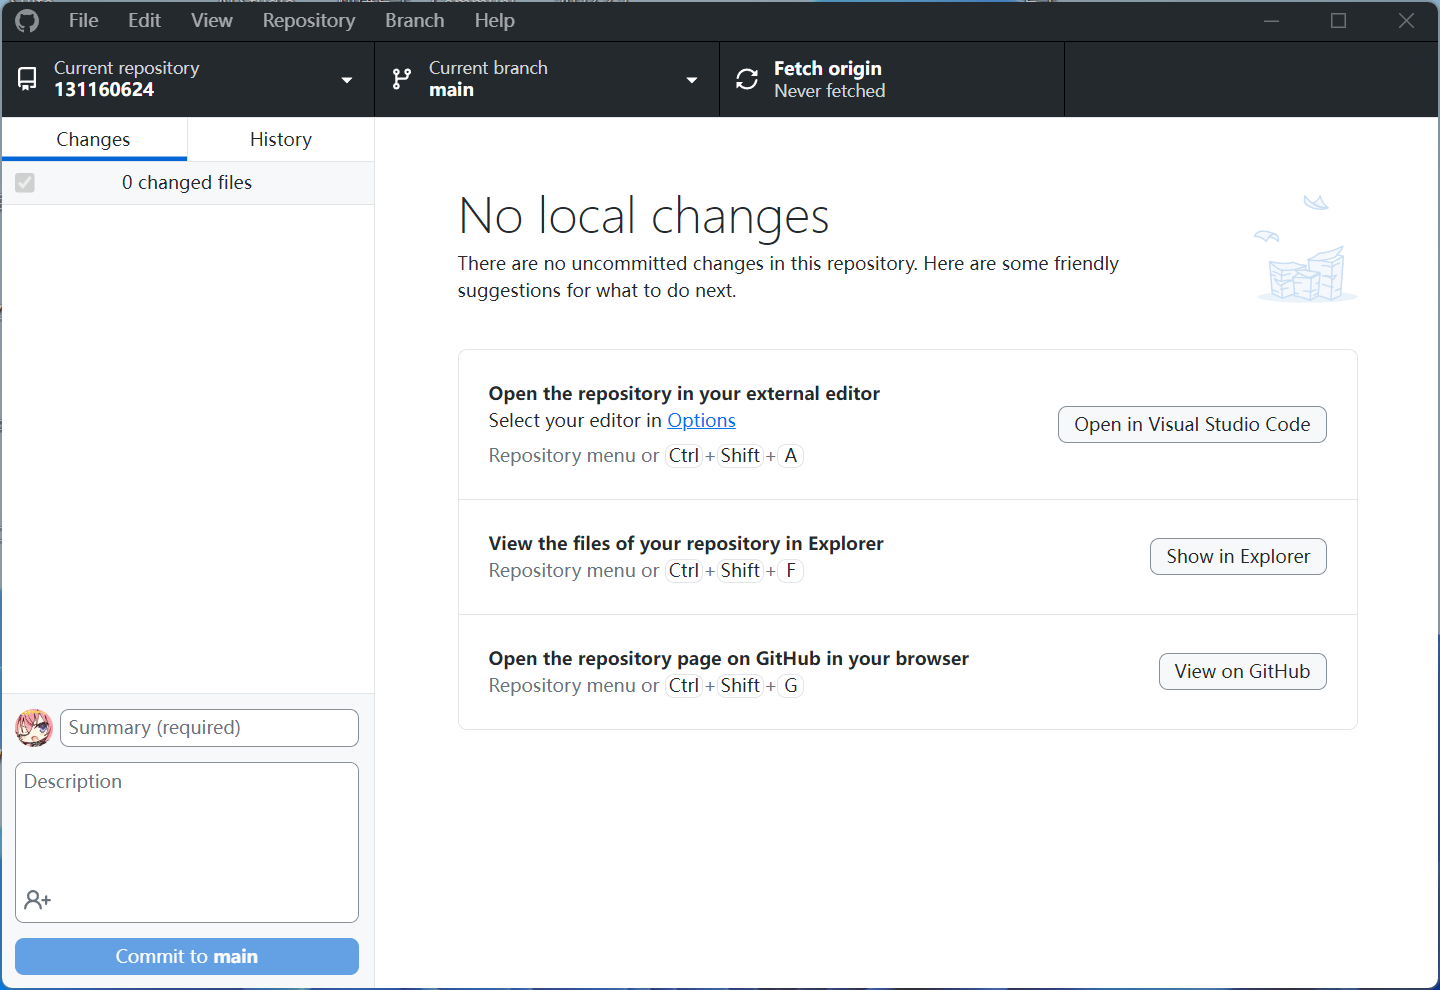 File Edit View Repository Branch Help
Current repository
131160624
Current branch
main
Fetch origin
Never fetched
Changes
History
0 changed files
No local changes
There are no uncommitted changes in this repository. Here are some friendly
suggestions for what to do next.
Open the repository in your external editor
Select your editor in Options
Repository menu or Ctrl + Shift + A
Open in Visual Studio Code
View the files of your repository in Explorer
Repository menu or Ctrl + Shift + F
Show in Explorer
Open the repository page on GitHub in your browser
Repository menu or Ctrl + Shift + G
View on GitHub
Summary (required)
Description
Commit to main